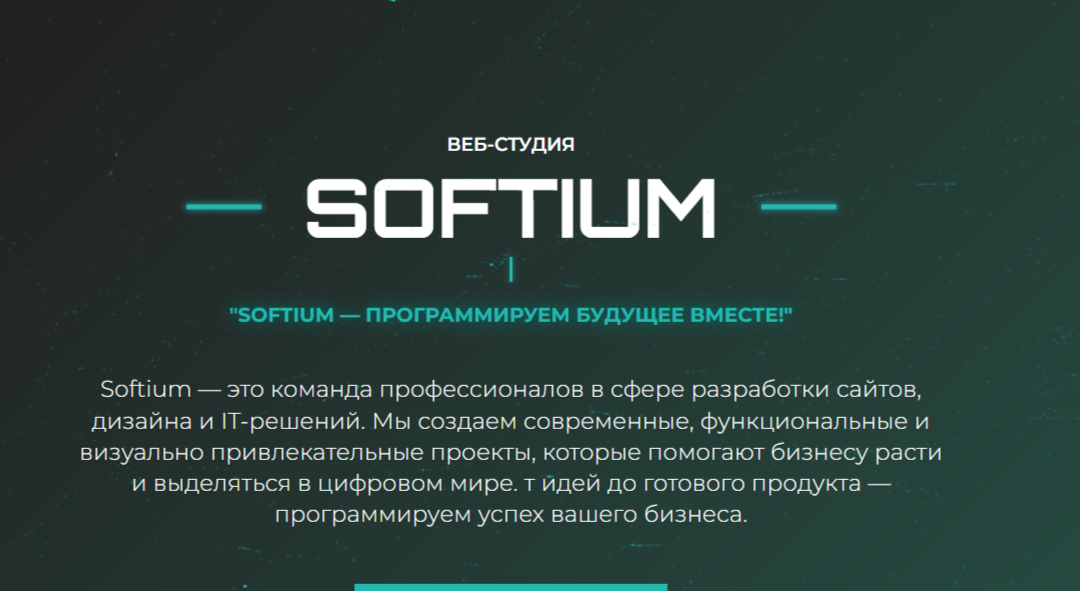 ВЕБ-СТУДИЯ
SOFTIUM
"SOFTIUM — ПРОГРАММИРУЕМ БУДУЩЕЕ ВМЕСТЕ!"
Softium — это команда профессионалов в сфере разработки сайтов,
дизайна и IT-решений. Мы создаем современные, функциональные и
визуально привлекательные проекты, которые помогают бизнесу расти
и выделяться в цифровом мире. т идей до готового продукта —
программируем успех вашего бизнеса.